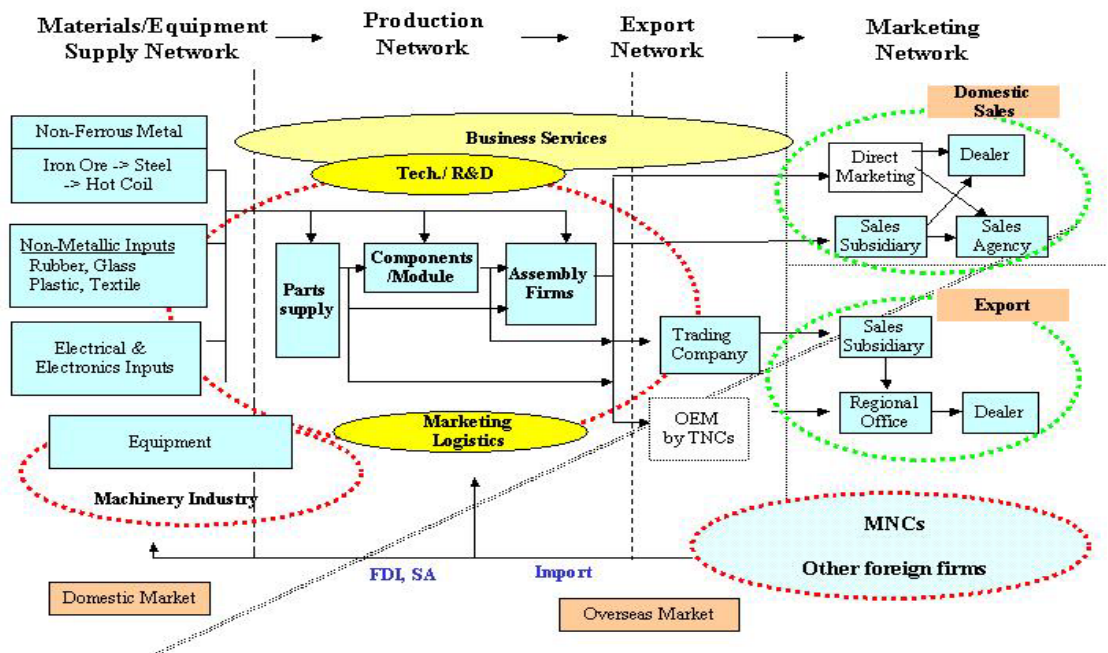 Materials/Equipment
Supply Network
Production
Network
Export
Network
Marketing
Network
Non-Ferrous Metal
Iron Ore -> Steel
-> Hot Coil
Non-Metallic Inputs
Rubber, Glass
Plastic, Textile
Electrical &
Electronics Inputs
Equipment
Machinery Industry
Domestic Market
Business Services
Tech./ R&D
Parts
supply
Components
/Module
Assembly
Firms
Marketing
Logistics
FDI, SA
Import
Trading
Company
OEM
by TNCs
Overseas Market
Domestic
Sales
Direct
Marketing
Dealer
Sales
Subsidiary
Sales
Agency
Export
Sales
Subsidiary
Regional
Office
Dealer
MNCs
Other foreign firms